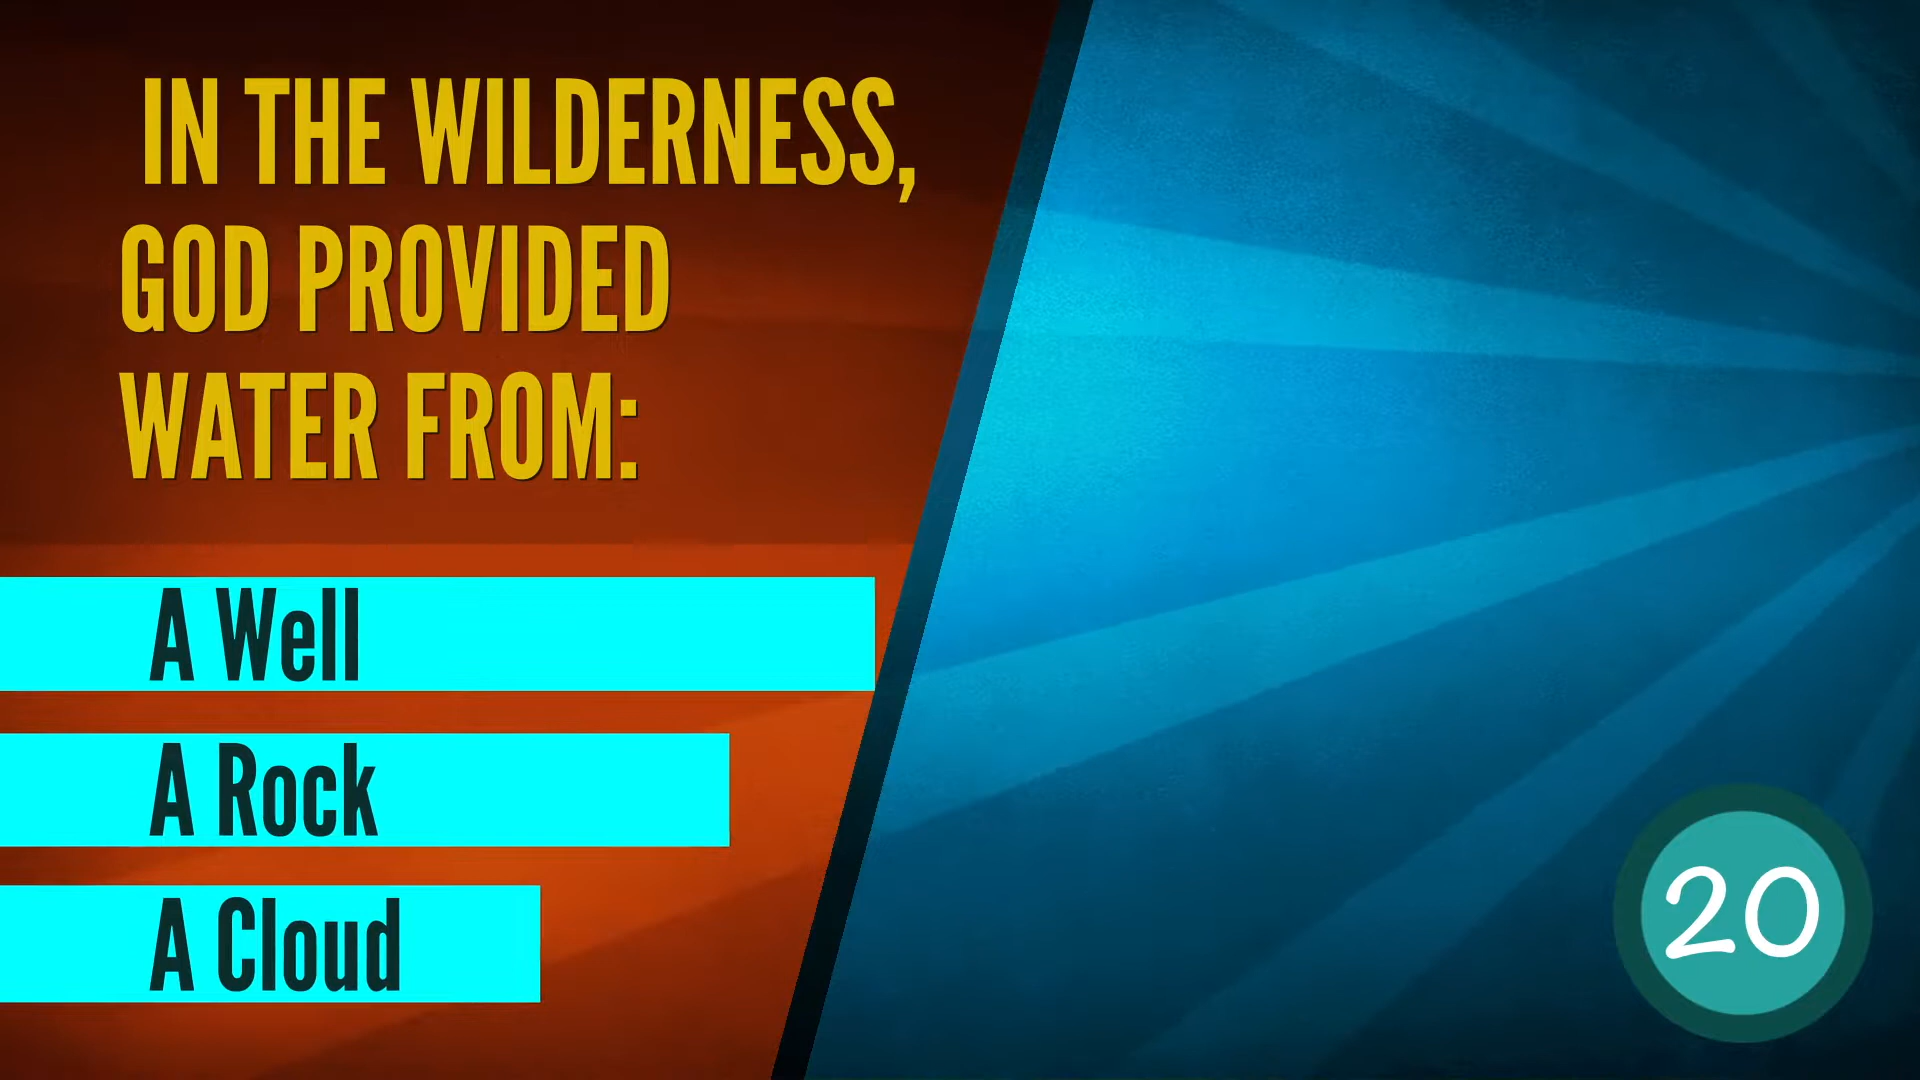 IN THE WILDERNESS,
GOD PROVIDED
WATER FROM:
A Well
A Rock
A Cloud
20